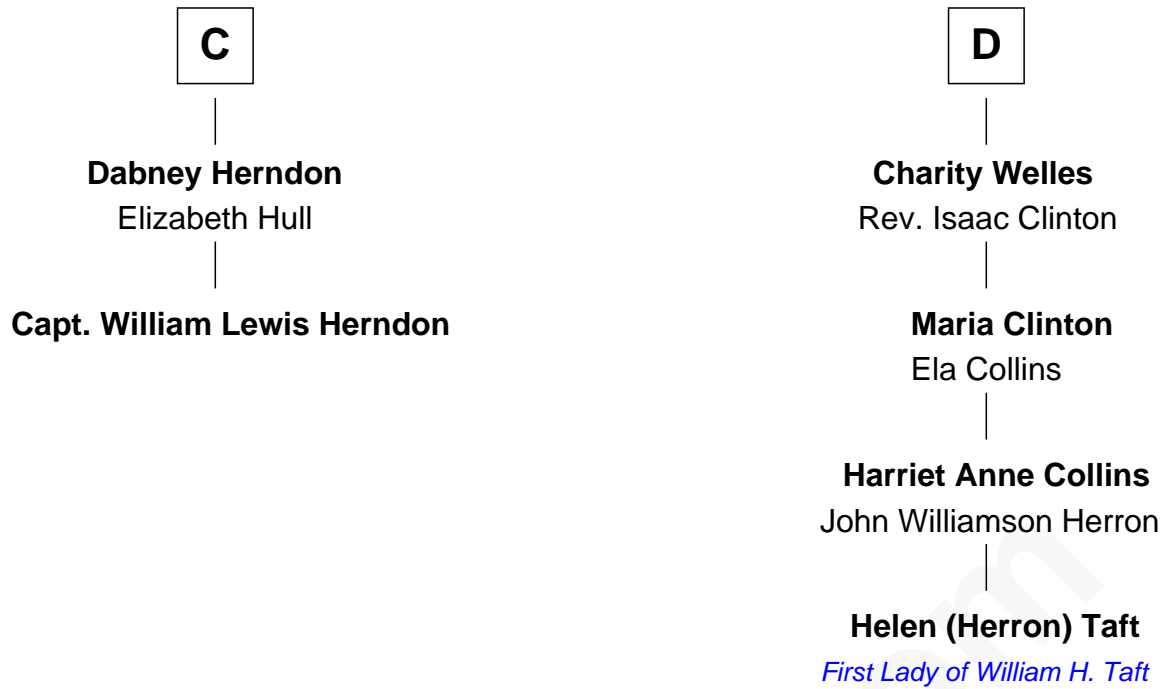 C
Dabney Herndon
Elizabeth Hull
Capt. William Lewis Herndon
D
Charity Welles
Rev. Isaac Clinton
Maria Clinton
Ela Collins
Harriet Anne Collins
John Williamson Herron
Helen (Herron) Taft
First Lady of William H. Taft